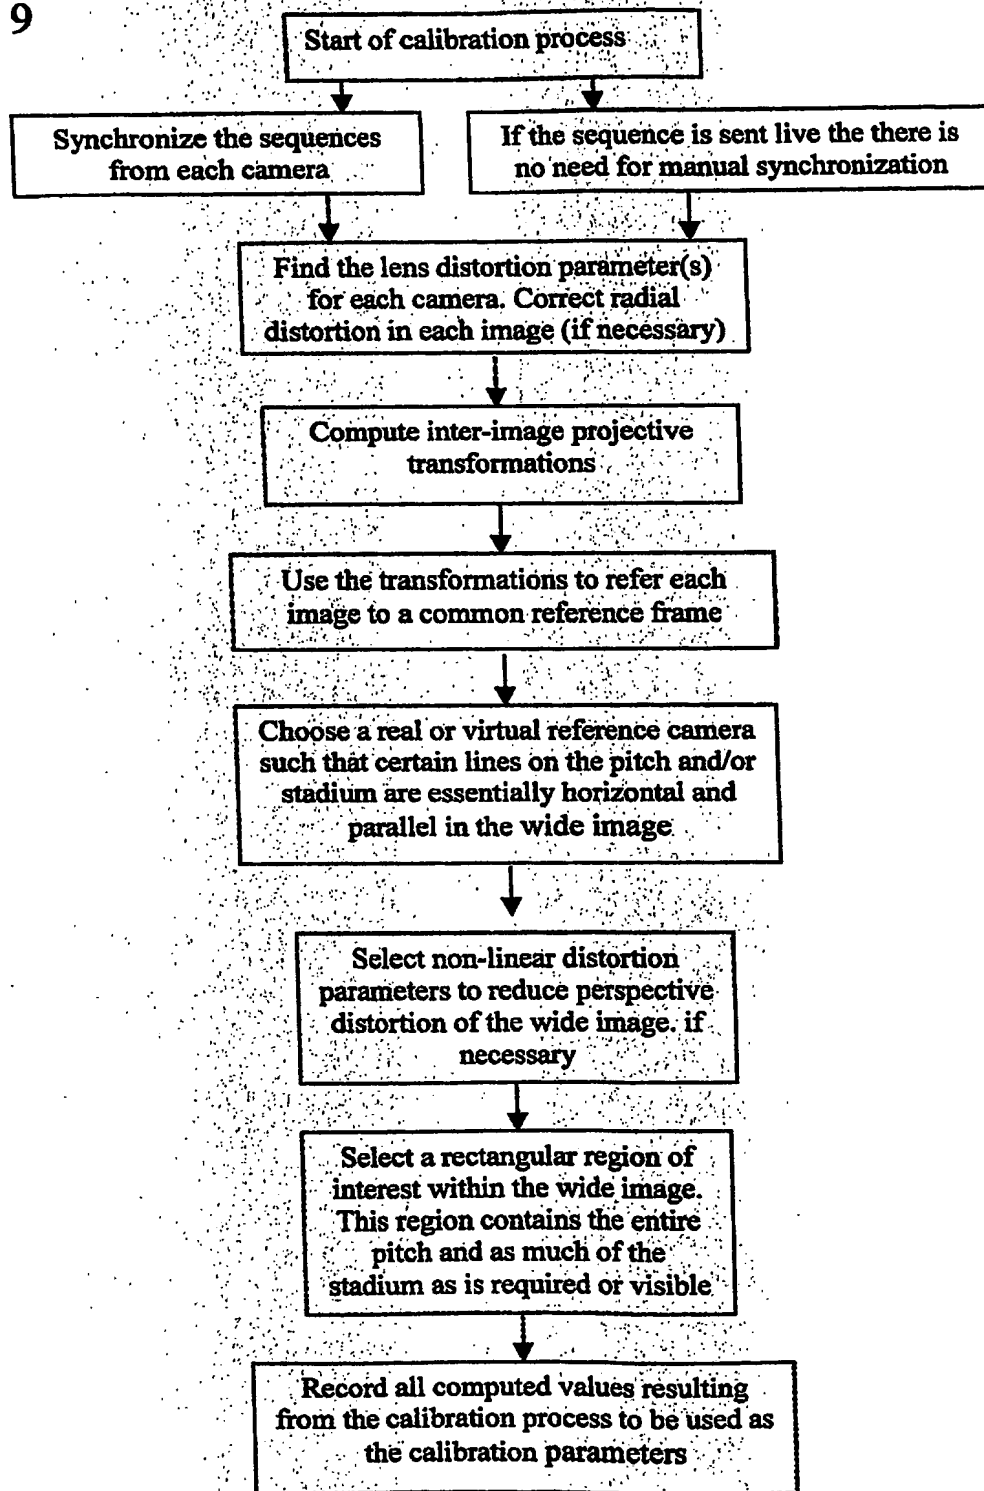 9
Start of calibration process
Synchronize the sequences
from each camera
If the sequence is sent live the there is
no need for manual synchronization
Find the lens distortion parameter(s)
for each camera. Correct radial
distortion in each image (if necessary)
Compute inter-image projective
transformations
Use the transformations to refer each
image to a common reference frame
Choose a real or virtual reference camera
such that certain lines on the pitch and/or
stadium are essentially horizontal and
parallel in the wide image
Select non-linear distortion
parameters to reduce perspective
distortion of the wide image. if
necessary
Select a rectangular region of
interest within the wide image.
This region contains the entire
pitch and as much of the
stadium as is required or visible
Record all computed values resulting
from the calibration process to be used as
the calibration parameters